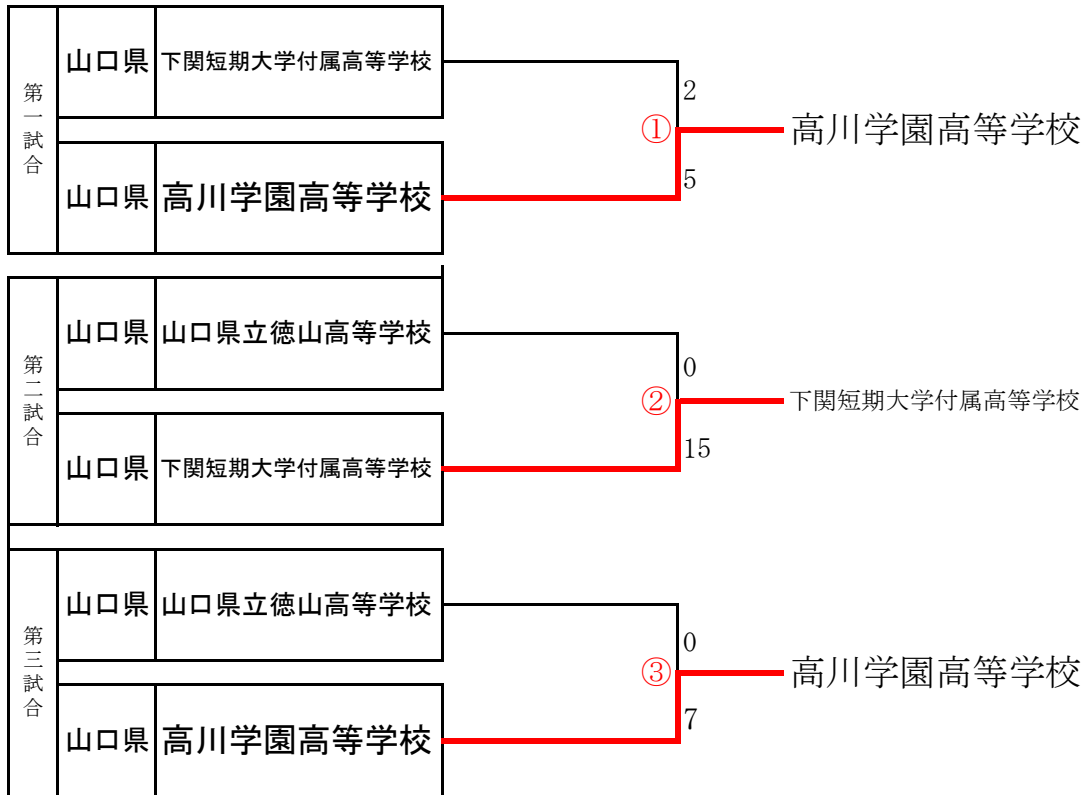 第一試合
山口県 下関短期大学付属高等学校
2
① 高川学園高等学校
5
山口県 高川学園高等学校
第二試合
山口県 山口県立徳山高等学校
0
② 下関短期大学付属高等学校
15
山口県 下関短期大学付属高等学校
第三試合
山口県 山口県立徳山高等学校
0
③ 高川学園高等学校
7
山口県 高川学園高等学校